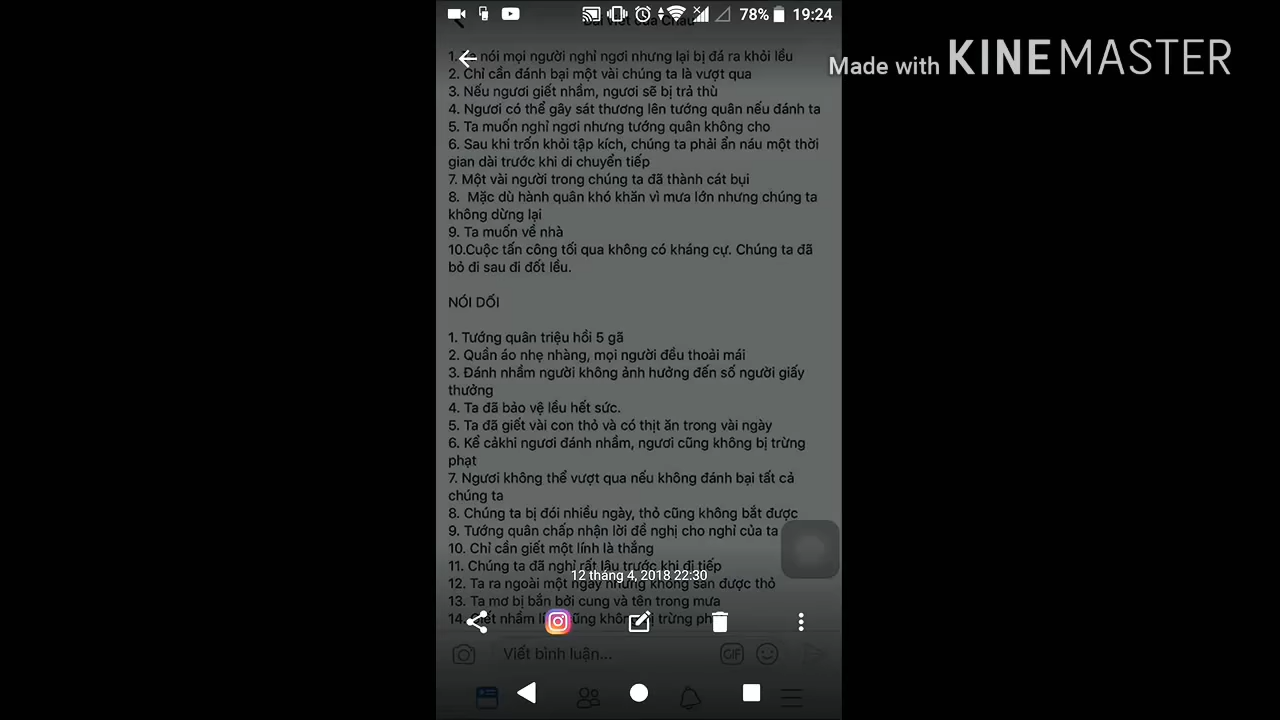 78% 19:24
Bài viết của Châu
Made with KINEMASTER
1. nói mọi người nghỉ ngơi nhưng lại bị đá ra khỏi lều
2. Chỉ cần đánh bại một vài chúng ta là vượt qua
3. Nếu ngươi giết nhầm, ngươi sẽ bị trả thù
4. Ngươi có thể gây sát thương lên tướng quân nếu đánh ta
5. Ta muốn nghỉ ngơi nhưng tướng quân không cho
6. Sau khi trốn khỏi tập kích, chúng ta phải ẩn náu một thời
gian dài trước khi di chuyển tiếp
7. Một vài người trong chúng ta đã thành cát bụi
8. Mặc dù hành quân khó khăn vì mưa lớn nhưng chúng ta
không dừng lại
9. Ta muốn về nhà
10.Cuộc tấn công tối qua không có kháng cự. Chúng ta đã
bỏ đi sau đi đốt lều.
NÓI DỐI
1. Tướng quân triệu hồi 5 gã
2. Quần áo nhẹ nhàng, mọi người đều thoải mái
3. Đánh nhầm người không ảnh hưởng đến số người giấy
thưởng
4. Ta đã bảo vệ lều hết sức.
5. Ta đã giết vài con thỏ và có thịt ăn trong vài ngày
6. Kể cảkhi ngươi đánh nhầm, ngươi cũng không bị trừng
phạt
7. Ngươi không thể vượt qua nếu không đánh bại tất cả
chúng ta
8. Chúng ta bị đói nhiều ngày, thỏ cũng không bắt được
9. Tướng quân chấp nhận lời đề nghị cho nghỉ của ta
10. Chỉ cần giết một lính là thắng
11. Chúng ta đã nghỉ rất lâu trước khi đi tiếp
12 tháng 4, 2018 22:30
12. Ta ra ngoài một ngày nhưng không săn được thỏ
13. Ta mơ bị bắn bởi cung và tên trong mưa
14. Giết nhầm cũng không bị trừng
Viết bình luận...
GIF